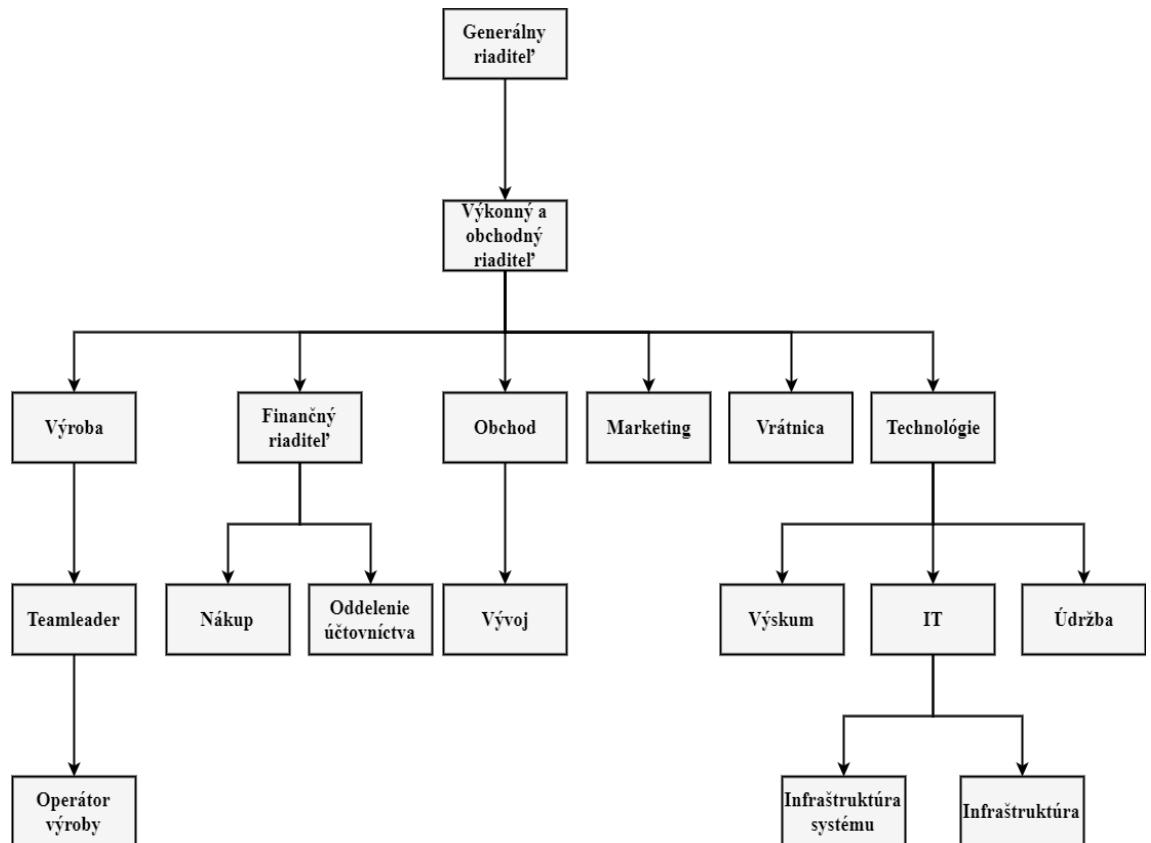 Generálny
riaditeľ
Výkonný a
obchodný
riaditeľ
Výroba
Finančný
riaditeľ
Obchod
Marketing
Vrátnica
Technológie
Teamleader
Nákup
Oddelenie
účtovníctva
Vývoj
Výskum
IT
Údržba
Operátor
výroby
Infraštruktúra
systému
Infraštruktúra